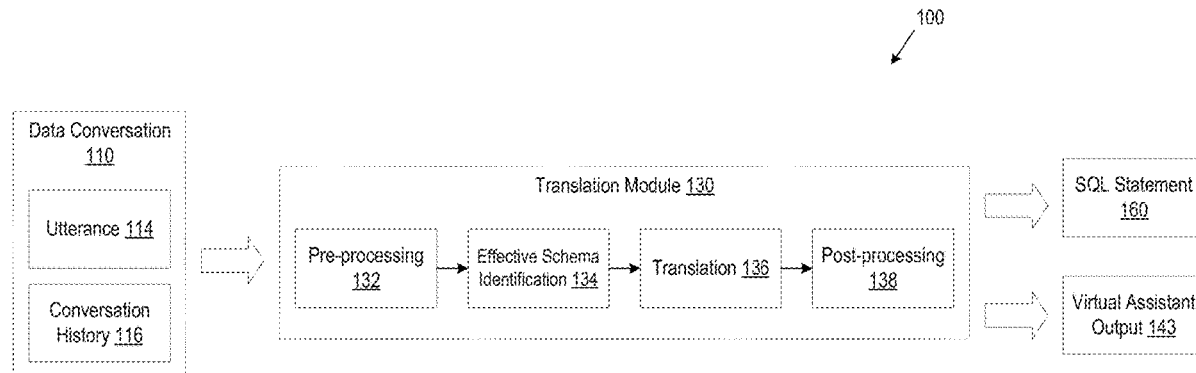 100
Data Conversation
110
Utterance 114
Conversation
History 116
Translation Module 130
Pre-processing
132
Effective Schema
Identification 134
Translation 136
Post-processing
138
SQL Statement
160
Virtual Assistant
Output 143